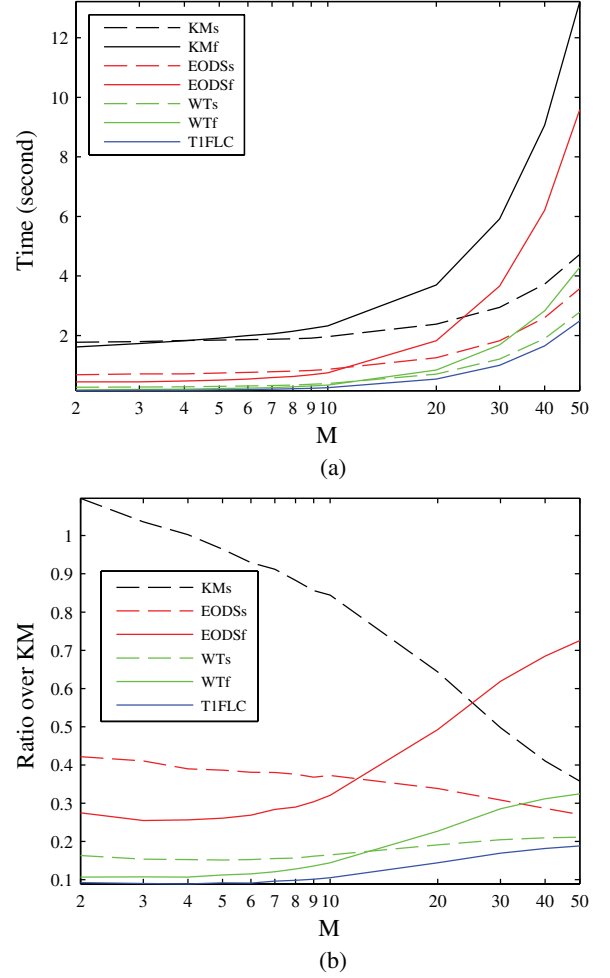 12
10
8
6
4
2
Time (second)
KMs
KMf
EODSs
EODSf
WTs
WTf
T1FLC
2 3 4 5 6 7 8 9 10 20 30 40 50
M
(a)
1
0.9
0.8
0.7
0.6
0.5
0.4
0.3
0.2
0.1
Ratio over KM
KMs
EODSs
EODSf
WTs
WTf
T1FLC
2 3 4 5 6 7 8 9 10 20 30 40 50
M
(b)